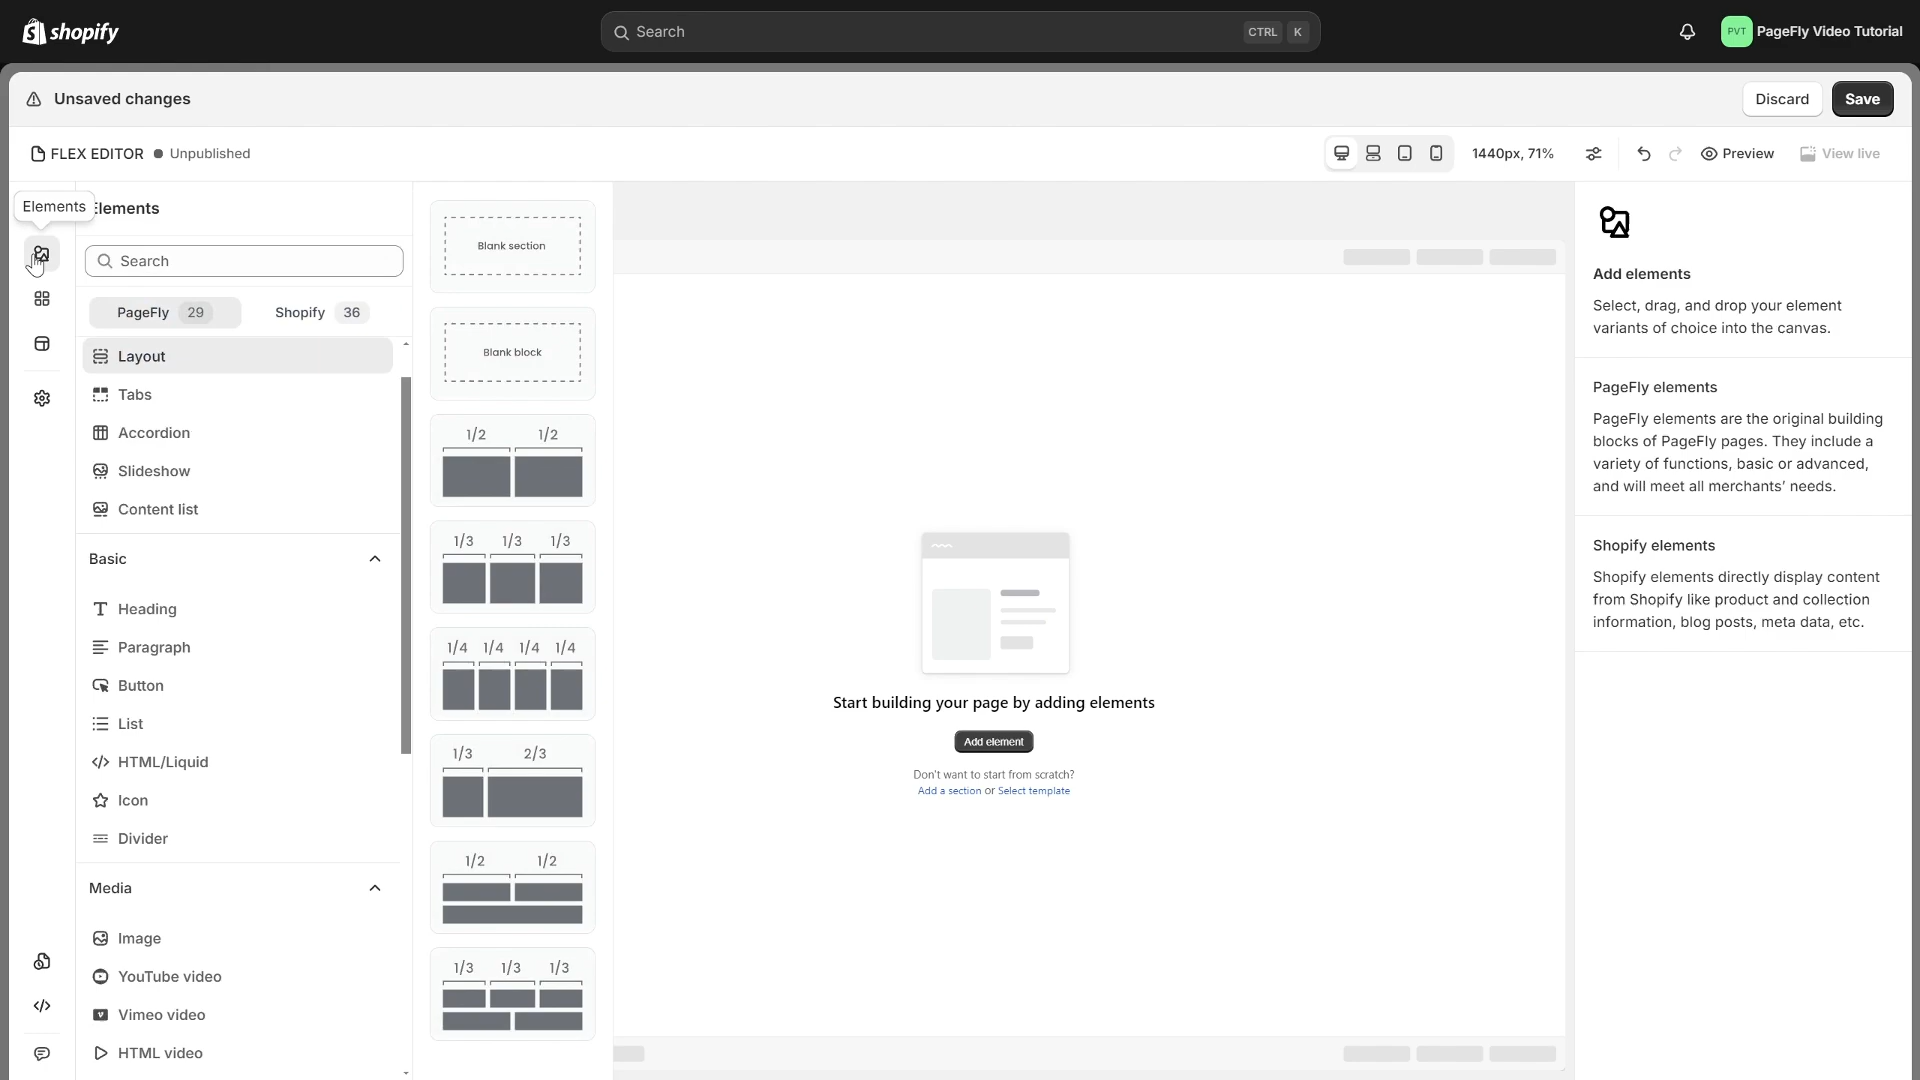 shopify
Search
CTRL K
PVT
PageFly Video Tutorial
Unsaved changes
Discard
Save
FLEX EDITOR
Unpublished
1440px, 71%
Preview
View live
Elements
Elements
Search
PageFly 29
Shopify 36
Layout
Tabs
Accordion
Slideshow
Content list
Basic
Heading
Paragraph
Button
List
HTML/Liquid
Icon
Divider
Media
Image
YouTube video
Vimeo video
HTML video
Blank section
Blank block
1/2 1/2
1/3 1/3 1/3
1/4 1/4 1/4 1/4
1/3 2/3
1/2 1/2
1/3 1/3 1/3
Start building your page by adding elements
Add element
Don't want to start from scratch?
Add a section or Select template
Add elements
Select, drag, and drop your element
variants of choice into the canvas.
PageFly elements
PageFly elements are the original building
blocks of PageFly pages. They include a
variety of functions, basic or advanced,
and will meet all merchants’ needs.
Shopify elements
Shopify elements directly display content
from Shopify like product and collection
information, blog posts, meta data, etc.